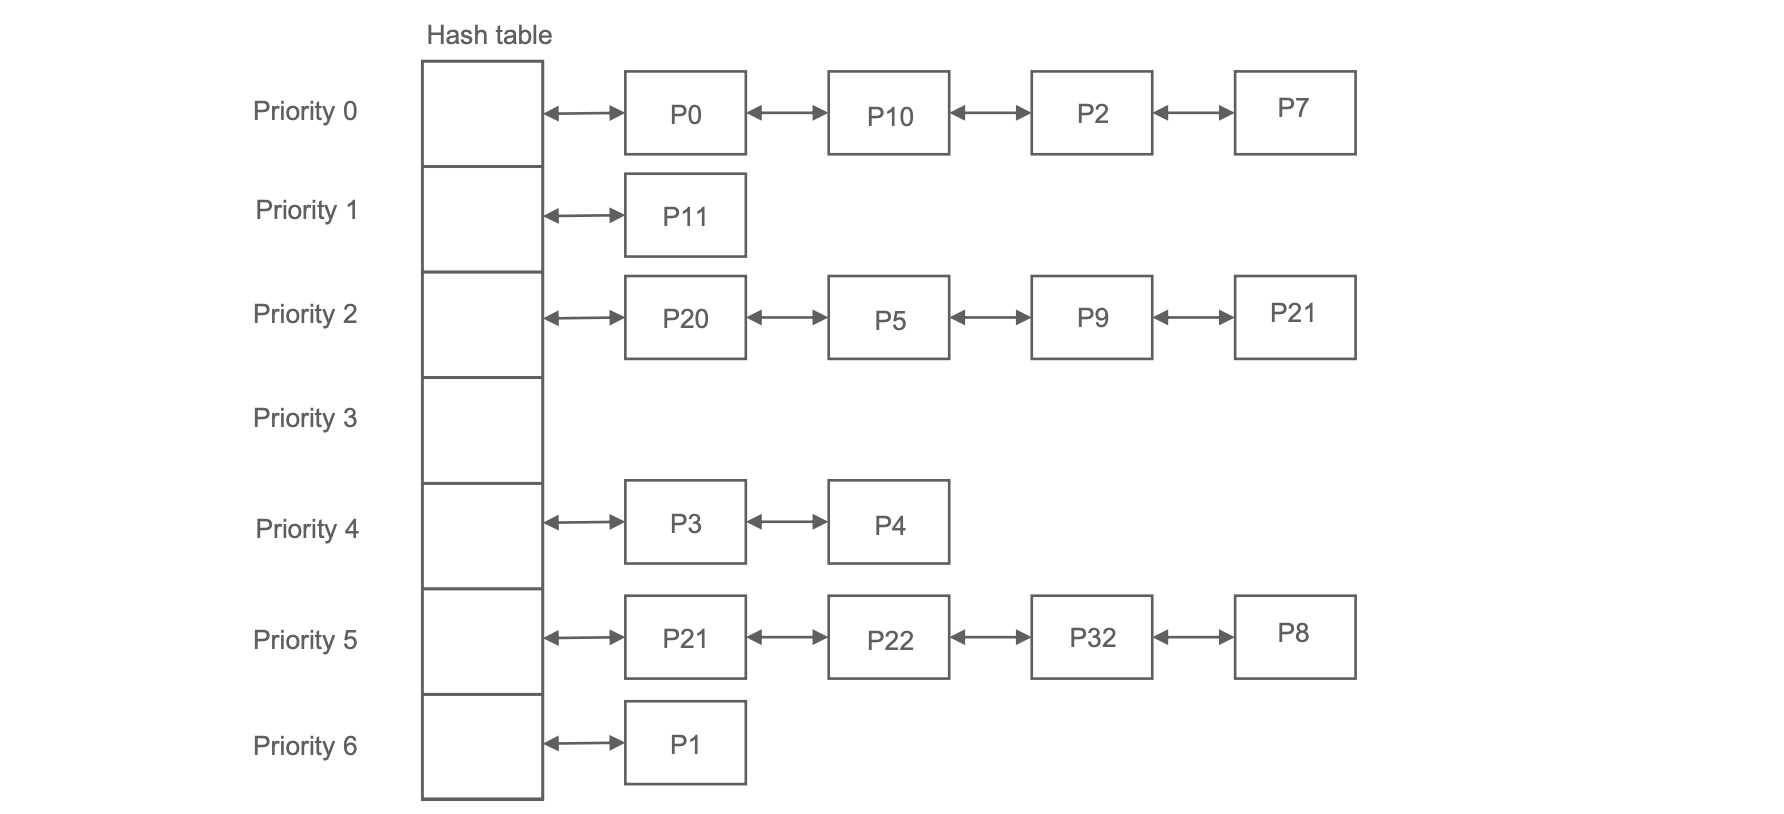 Hash table
Priority 0
P0
P10
P2
P7
Priority 1
P11
Priority 2
P20
P5
P9
P21
Priority 3
Priority 4
P3
P4
Priority 5
P21
P22
P32
P8
Priority 6
P1